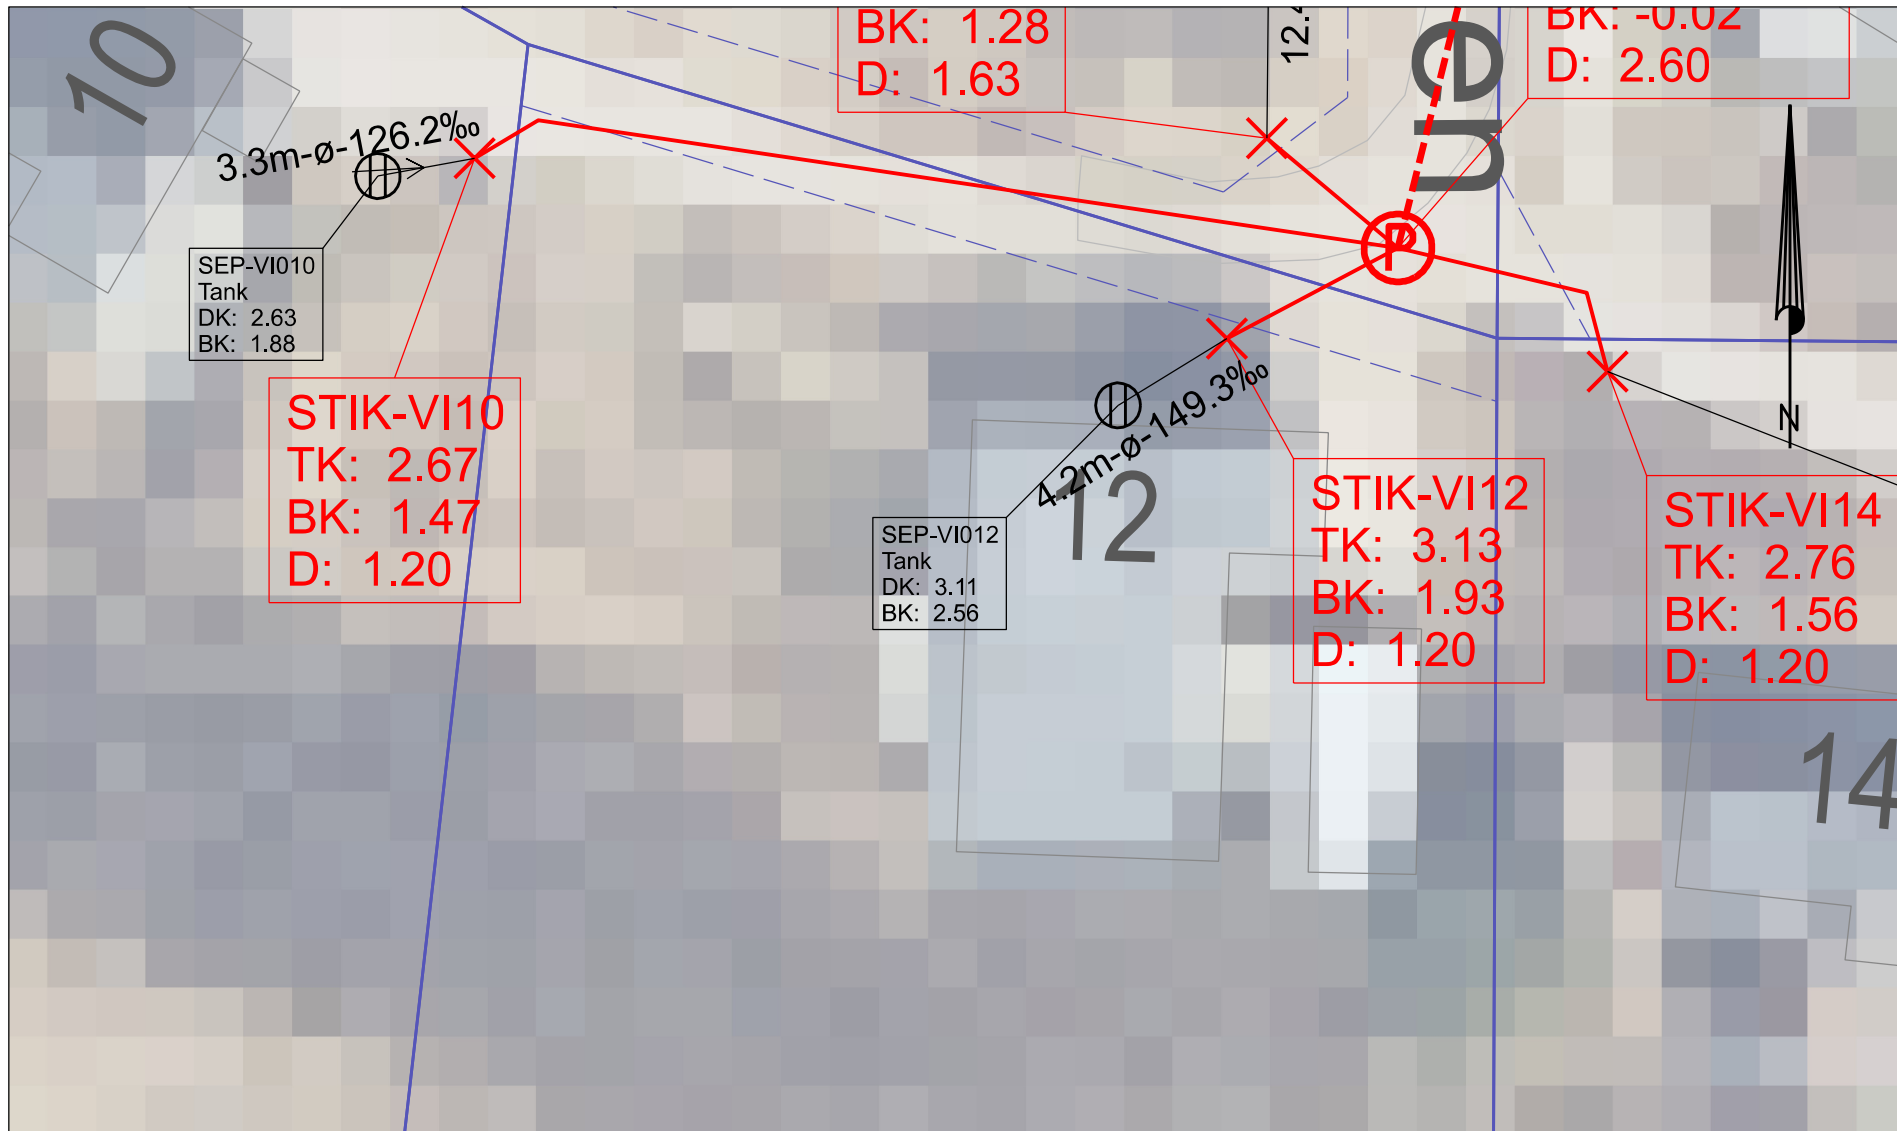 10
BK: 1.28
D: 1.63
BK: -0.02
D: 2.60
en
3.3m-ø-126.2‰
P
SEP-VI010
Tank
DK: 2.63
BK: 1.88
STIK-VI10
TK: 2.67
BK: 1.47
D: 1.20
4.2m-ø-149.3‰
12
SEP-VI012
Tank
DK: 3.11
BK: 2.56
STIK-VI12
TK: 3.13
BK: 1.93
D: 1.20
N
STIK-VI14
TK: 2.76
BK: 1.56
D: 1.20
14